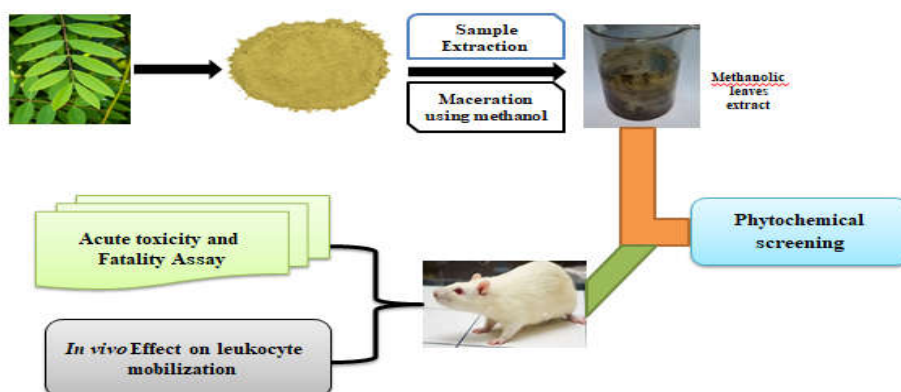 Sample
Extraction
Maceration
using methanol
Methanolic
leaves
extract
Phytochemical
screening
Acute toxicity and
Fatality Assay
In vivo Effect on leukocyte
mobilization